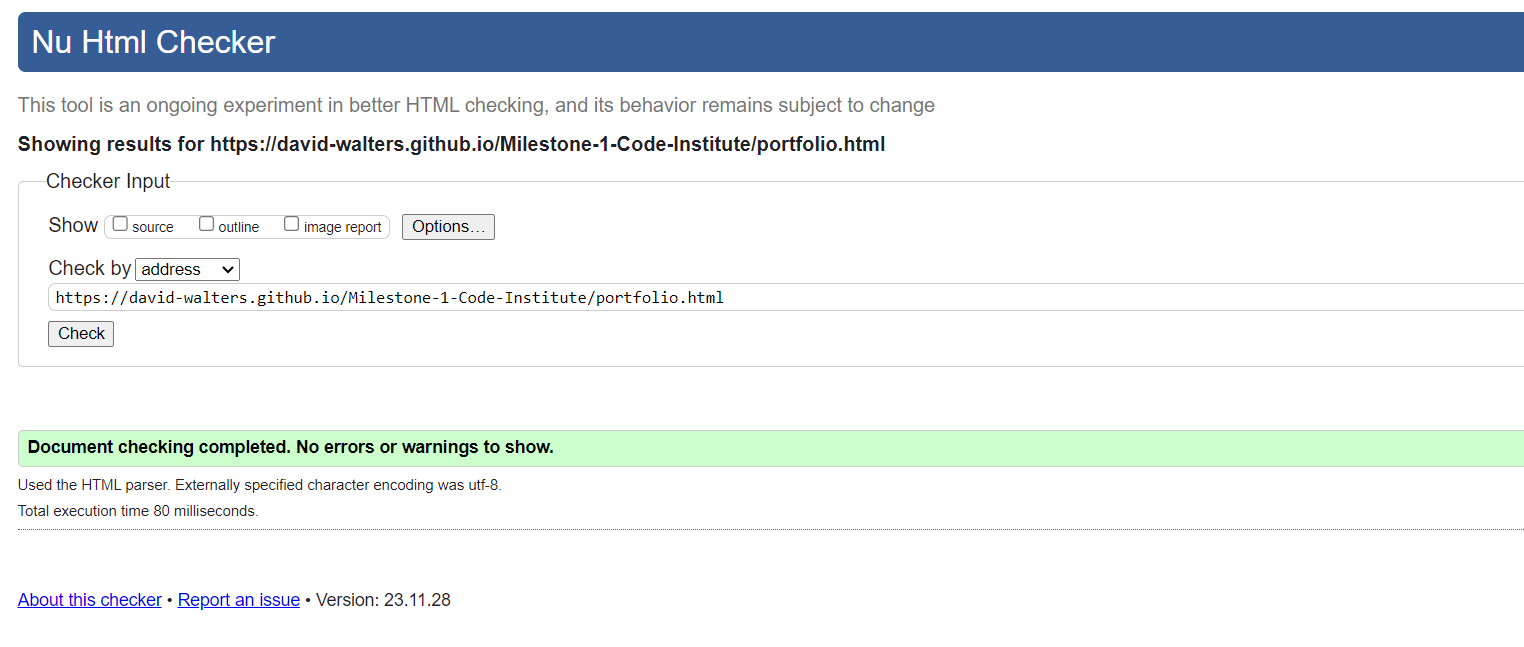 Nu Html Checker
This tool is an ongoing experiment in better HTML checking, and its behavior remains subject to change
Showing results for https://david-walters.github.io/Milestone-1-Code-Institute/portfolio.html
Checker Input
Show source outline image report Options…
Check by address
https://david-walters.github.io/Milestone-1-Code-Institute/portfolio.html
Check
Document checking completed. No errors or warnings to show.
Used the HTML parser. Externally specified character encoding was utf-8.
Total execution time 80 milliseconds.
About this checker • Report an issue • Version: 23.11.28